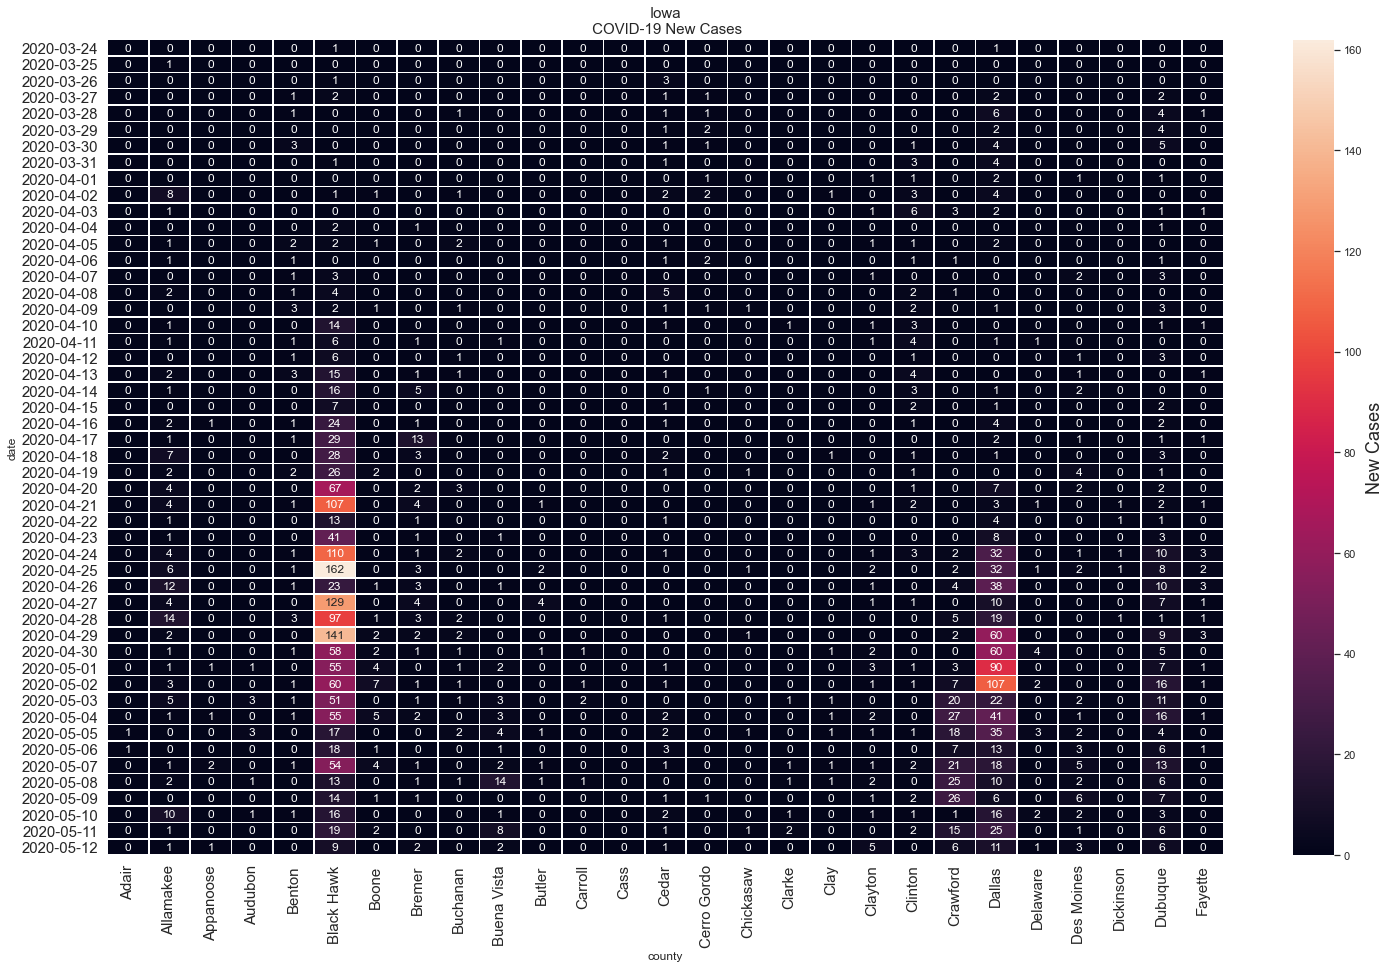 Iowa
COVID-19 New Cases
2020-03-24 0 0 0 0 0 1 0 0 0 0 0 0 0 0 0 0 0 0 0 0 0 1 0 0 0 0 0
2020-03-25 0 1 0 0 0 0 0 0 0 0 0 0 0 0 0 0 0 0 0 0 0 0 0 0 0 0 0
2020-03-26 0 0 0 0 0 1 0 0 0 0 0 0 0 3 0 0 0 0 0 0 0 0 0 0 0 0 0
2020-03-27 0 0 0 0 1 2 0 0 0 0 0 0 0 1 1 0 0 0 0 0 0 2 0 0 0 2 0
2020-03-28 0 0 0 0 1 0 0 0 1 0 0 0 0 1 1 0 0 0 0 0 0 6 0 0 0 4 1
2020-03-29 0 0 0 0 0 0 0 0 0 0 0 0 0 1 2 0 0 0 0 0 0 2 0 0 0 4 0
2020-03-30 0 0 0 0 3 0 0 0 0 0 0 0 0 1 1 0 0 0 0 1 0 4 0 0 0 5 0
2020-03-31 0 0 0 0 0 1 0 0 0 0 0 0 0 1 0 0 0 0 0 3 0 4 0 0 0 0 0
2020-04-01 0 0 0 0 0 0 0 0 0 0 0 0 0 0 1 0 0 0 1 1 0 2 0 1 0 1 0
2020-04-02 0 8 0 0 0 1 1 0 1 0 0 0 0 2 2 0 0 1 0 3 0 4 0 0 0 0 0
2020-04-03 0 1 0 0 0 0 0 0 0 0 0 0 0 0 0 0 0 0 1 6 3 2 0 0 0 1 1
2020-04-04 0 0 0 0 0 2 0 1 0 0 0 0 0 0 0 0 0 0 0 0 0 0 0 0 0 1 0
2020-04-05 0 1 0 0 2 2 1 0 2 0 0 0 0 1 0 0 0 0 1 1 0 2 0 0 0 0 0
2020-04-06 0 1 0 0 1 0 0 0 0 0 0 0 0 1 2 0 0 0 0 1 1 0 0 0 0 1 0
2020-04-07 0 0 0 0 1 3 0 0 0 0 0 0 0 0 0 0 0 0 1 0 0 0 0 2 0 3 0
2020-04-08 0 2 0 0 1 4 0 0 0 0 0 0 0 5 0 0 0 0 0 2 1 0 0 0 0 0 0
2020-04-09 0 0 0 0 3 2 1 0 1 0 0 0 0 1 1 1 0 0 0 2 0 1 0 0 0 3 0
2020-04-10 0 1 0 0 0 14 0 0 0 0 0 0 0 1 0 0 1 0 1 3 0 0 0 0 0 1 1
2020-04-11 0 1 0 0 1 6 0 1 0 1 0 0 0 0 0 0 0 0 1 4 0 1 1 0 0 0 0
2020-04-12 0 0 0 0 1 6 0 0 1 0 0 0 0 0 0 0 0 0 0 1 0 0 0 1 0 3 0
2020-04-13 0 2 0 0 3 15 0 1 1 0 0 0 0 1 0 0 0 0 0 4 0 0 0 1 0 0 1
2020-04-14 0 1 0 0 0 16 0 5 0 0 0 0 0 0 1 0 0 0 0 3 0 1 0 2 0 0 0
2020-04-15 0 0 0 0 0 7 0 0 0 0 0 0 0 1 0 0 0 0 0 2 0 1 0 0 0 2 0
2020-04-16 0 2 1 0 1 24 0 1 0 0 0 0 0 1 0 0 0 0 0 1 0 4 0 0 0 2 0
2020-04-17 0 1 0 0 1 29 0 13 0 0 0 0 0 0 0 0 0 0 0 0 0 2 0 1 0 1 1
2020-04-18 0 7 0 0 0 28 0 3 0 0 0 0 0 2 0 0 0 1 0 1 0 1 0 0 0 3 0
2020-04-19 0 2 0 0 2 26 2 0 0 0 0 0 0 1 0 1 0 0 0 1 0 0 0 4 0 1 0
2020-04-20 0 4 0 0 0 67 0 2 3 0 0 0 0 0 0 0 0 0 0 1 0 7 0 2 0 2 0
2020-04-21 0 4 0 0 1 107 0 4 0 0 1 0 0 0 0 0 0 0 1 2 0 3 1 0 1 2 1
2020-04-22 0 1 0 0 0 13 0 1 0 0 0 0 0 1 0 0 0 0 0 0 0 4 0 0 1 1 0
2020-04-23 0 1 0 0 0 41 0 1 0 1 0 0 0 0 0 0 0 0 0 0 0 8 0 0 0 3 0
2020-04-24 0 4 0 0 1 110 0 1 2 0 0 0 0 1 0 0 0 0 1 3 2 32 0 1 1 10 3
2020-04-25 0 6 0 0 1 162 0 3 0 0 2 0 0 0 0 1 0 0 2 0 2 32 1 2 1 8 2
2020-04-26 0 12 0 0 1 23 1 3 0 1 0 0 0 0 0 0 0 0 1 0 4 38 0 0 0 10 3
2020-04-27 0 4 0 0 0 129 0 4 0 0 4 0 0 0 0 0 0 0 1 1 0 10 0 0 0 7 1
2020-04-28 0 14 0 0 3 97 1 3 2 0 0 0 0 1 0 0 0 0 0 0 5 19 0 0 1 1 1
2020-04-29 0 2 0 0 0 141 2 2 2 0 0 0 0 0 0 1 0 0 0 0 2 60 0 0 0 9 3
2020-04-30 0 1 0 0 1 58 2 1 1 0 1 1 0 0 0 0 0 1 2 0 0 60 4 0 0 5 0
2020-05-01 0 1 1 1 0 55 4 0 1 2 0 0 0 1 0 0 0 0 3 1 3 90 0 0 0 7 1
2020-05-02 0 3 0 0 1 60 7 1 1 0 0 1 0 1 0 0 0 0 1 1 7 107 2 0 0 16 1
2020-05-03 0 5 0 3 1 51 0 1 1 3 0 2 0 0 0 0 1 1 0 0 20 22 0 2 0 11 0
2020-05-04 0 1 1 0 1 55 5 2 0 3 0 0 0 2 0 0 0 1 2 0 27 41 0 1 0 16 1
2020-05-05 1 0 0 3 0 17 0 0 2 4 1 0 0 2 0 1 0 1 1 1 18 35 3 2 0 4 0
2020-05-06 1 0 0 0 0 18 1 0 0 1 0 0 0 3 0 0 0 0 0 0 7 13 0 3 0 6 1
2020-05-07 0 1 2 0 1 54 4 1 0 2 1 0 0 1 0 0 1 1 1 2 21 18 0 5 0 13 0
2020-05-08 0 2 0 1 0 13 0 1 1 14 1 1 0 0 0 0 1 1 2 0 25 10 0 2 0 6 0
2020-05-09 0 0 0 0 0 14 1 1 0 0 0 0 0 1 1 0 0 0 1 2 26 6 0 6 0 7 0
2020-05-10 0 10 0 1 1 16 0 0 0 1 0 0 0 2 0 0 1 0 1 1 1 16 2 2 0 3 0
2020-05-11 0 1 0 0 0 19 2 0 0 8 0 0 0 1 0 1 2 0 0 2 15 25 0 1 0 6 0
2020-05-12 0 1 1 0 0 9 0 2 0 2 0 0 0 0 0 0 0 0 5 0 6 11 1 3 0 6 0
date
Adair Allamakee Appanoose Audubon Benton Black Hawk Boone Bremer Buchanan Buena Vista Butler Carroll Cass Cedar Cerro Gordo Chickasaw Clarke Clay Clayton Clinton Crawford Dallas Delaware Des Moines Dickinson Dubuque Fayette
county
160
140
120
100
80
60
40
20
0
New Cases